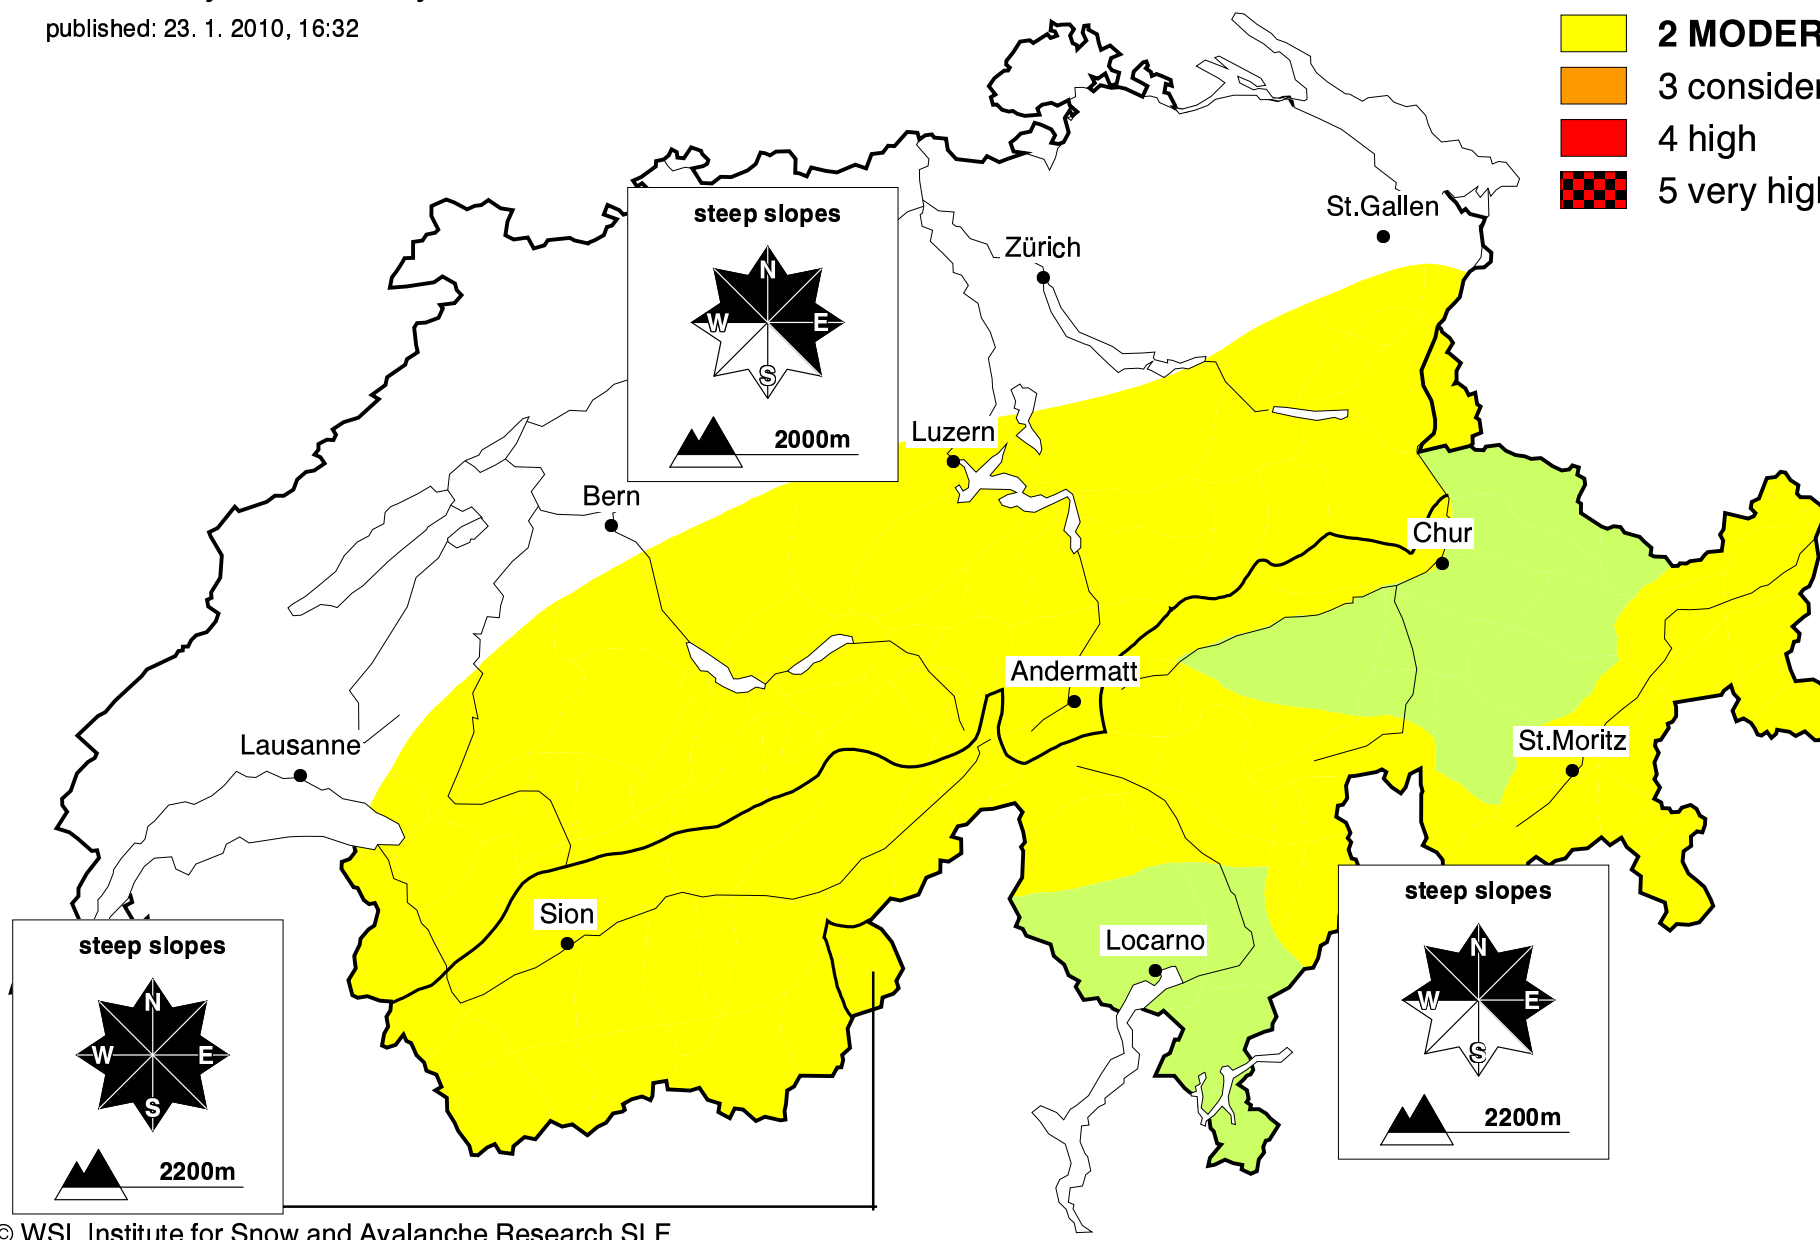 published: 23. 1. 2010, 16:32
2 MODER
3 consider
4 high
5 very high
St.Gallen
Zürich
steep slopes
N
W E
S
2000m
Luzern
Bern
Chur
Andermatt
Lausanne
St.Moritz
Sion
Locarno
steep slopes
N
W E
S
2200m
steep slopes
N
W E
S
2200m
© WSL Institute for Snow and Avalanche Research SLF